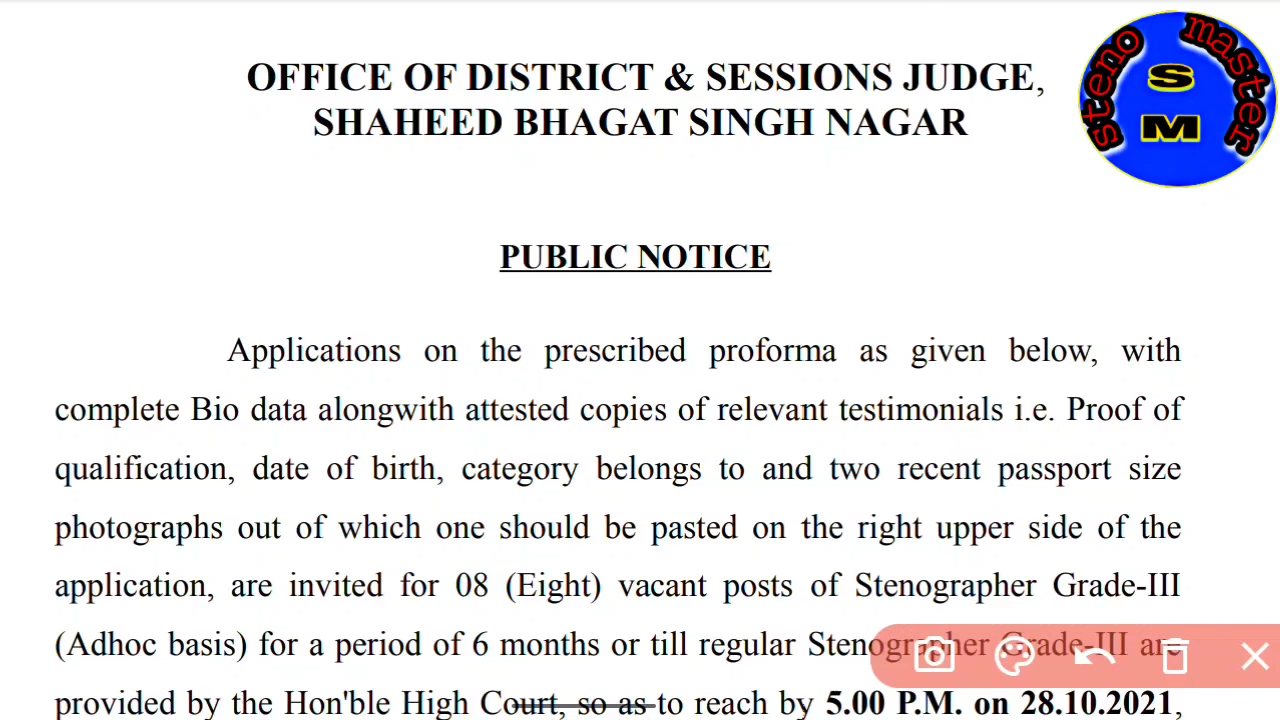 OFFICE OF DISTRICT & SESSIONS JUDGE,
SHAHEED BHAGAT SINGH NAGAR
steno master
S
M
PUBLIC NOTICE
Applications on the prescribed proforma as given below, with
complete Bio data alongwith attested copies of relevant testimonials i.e. Proof of
qualification, date of birth, category belongs to and two recent passport size
photographs out of which one should be pasted on the right upper side of the
application, are invited for 08 (Eight) vacant posts of Stenographer Grade-III
(Adhoc basis) for a period of 6 months or till regular Stenographer Grade-III are
provided by the Hon'ble High Court, so as to reach by 5.00 P.M. on 28.10.2021,